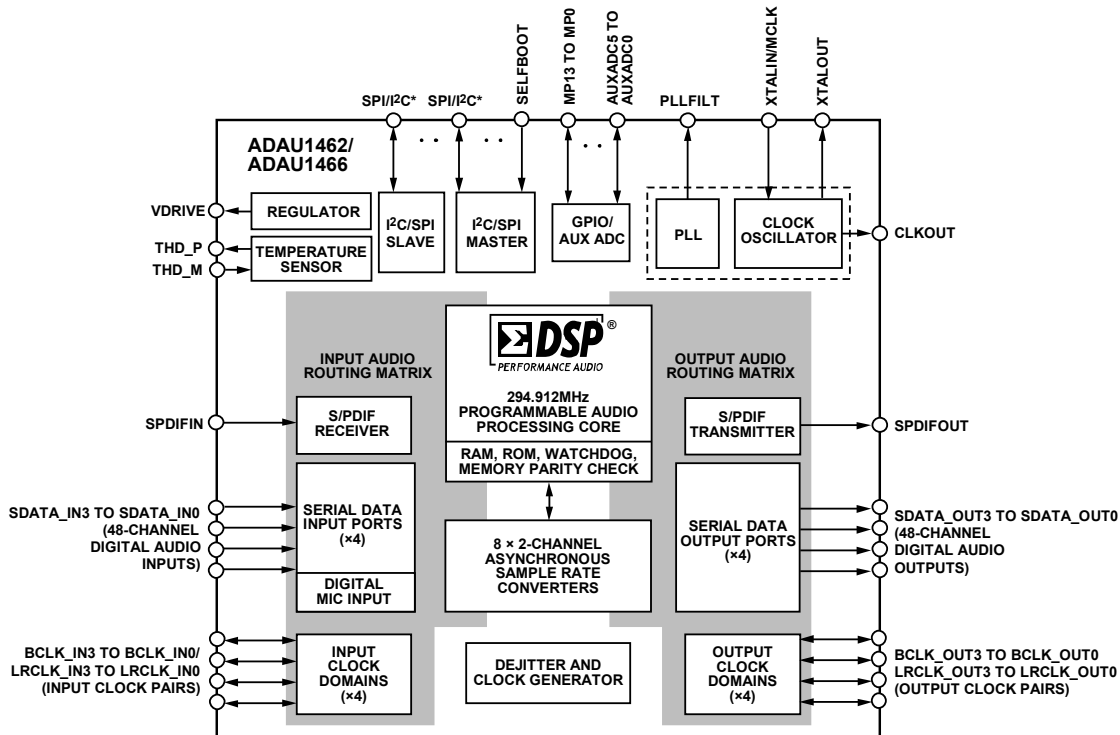 SPI/I²C*
SPI/I²C*
SELFBOOT
MP13 TO MP0
AUXADC5 TO
AUXADC0
PLLFILT
XTALIN/MCLK
XTALOUT
ADAU1462/
ADAU1466
VDRIVE
THD_P
THD_M
REGULATOR
TEMPERATURE
SENSOR
I²C/SPI
SLAVE
I²C/SPI
MASTER
GPIO/
AUX ADC
PLL
CLOCK
OSCILLATOR
CLKOUT
INPUT AUDIO
ROUTING MATRIX
DSP®
PERFORMANCE AUDIO
294.912MHz
PROGRAMMABLE AUDIO
PROCESSING CORE
RAM, ROM, WATCHDOG,
MEMORY PARITY CHECK
OUTPUT AUDIO
ROUTING MATRIX
SPDIFIN
S/PDIF
RECEIVER
S/PDIF
TRANSMITTER
SPDIFOUT
SDATA_IN3 TO SDATA_IN0
(48-CHANNEL
DIGITAL AUDIO
INPUTS)
SERIAL DATA
INPUT PORTS
(×4)
DIGITAL
MIC INPUT
8 × 2-CHANNEL
ASYNCHRONOUS
SAMPLE RATE
CONVERTERS
SERIAL DATA
OUTPUT PORTS
(×4)
SDATA_OUT3 TO SDATA_OUT0
(48-CHANNEL
DIGITAL AUDIO
OUTPUTS)
BCLK_IN3 TO BCLK_IN0/
LRCLK_IN3 TO LRCLK_IN0
(INPUT CLOCK PAIRS)
INPUT
CLOCK
DOMAINS
(×4)
DEJITTER AND
CLOCK GENERATOR
OUTPUT
CLOCK
DOMAINS
(×4)
BCLK_OUT3 TO BCLK_OUT0
LRCLK_OUT3 TO LRCLK_OUT0
(OUTPUT CLOCK PAIRS)